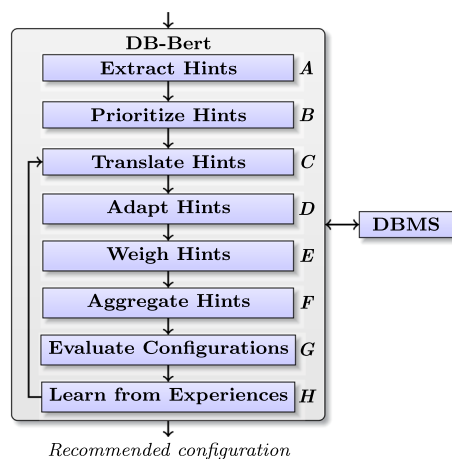 DB-Bert
Extract Hints A
Prioritize Hints B
Translate Hints C
Adapt Hints D
DBMS
Weigh Hints E
Aggregate Hints F
Evaluate Configurations G
Learn from Experiences H
Recommended configuration